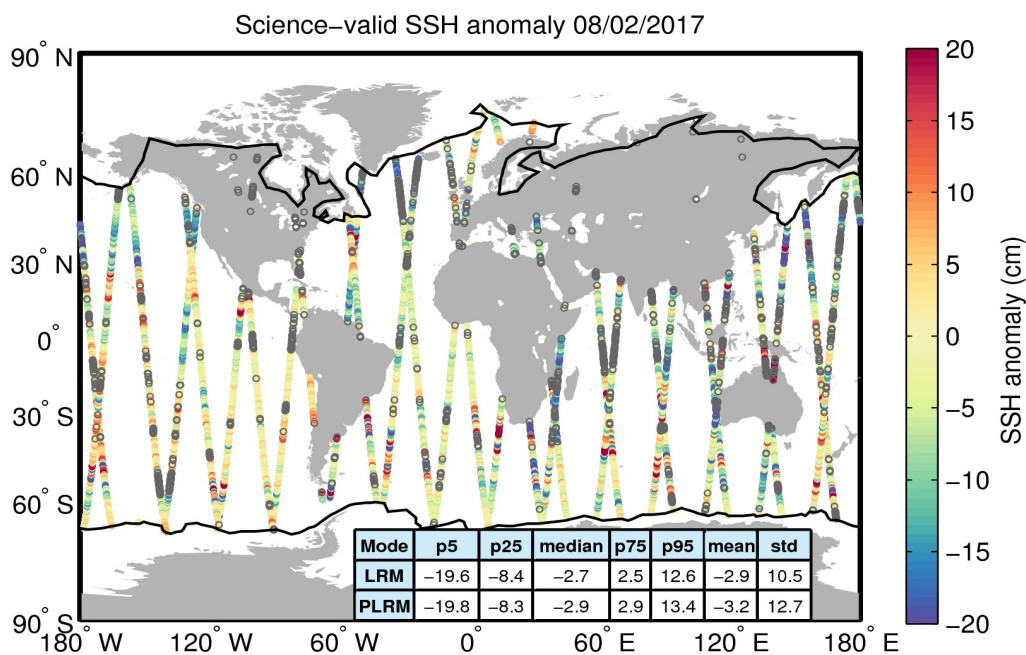 Science−valid SSH anomaly 08/02/2017
90° N
60° N
30° N
0°
30° S
60° S
90° S
180° W
120° W
60° W
0°
60° E
120° E
180° E
Mode p5 p25 median p75 p95 mean std
LRM −19.6 −8.4 −2.7 2.5 12.6 −2.9 10.5
PLRM −19.8 −8.3 −2.9 2.9 13.4 −3.2 12.7
20
15
10
5
0
−5
−10
−15
−20
SSH anomaly (cm)